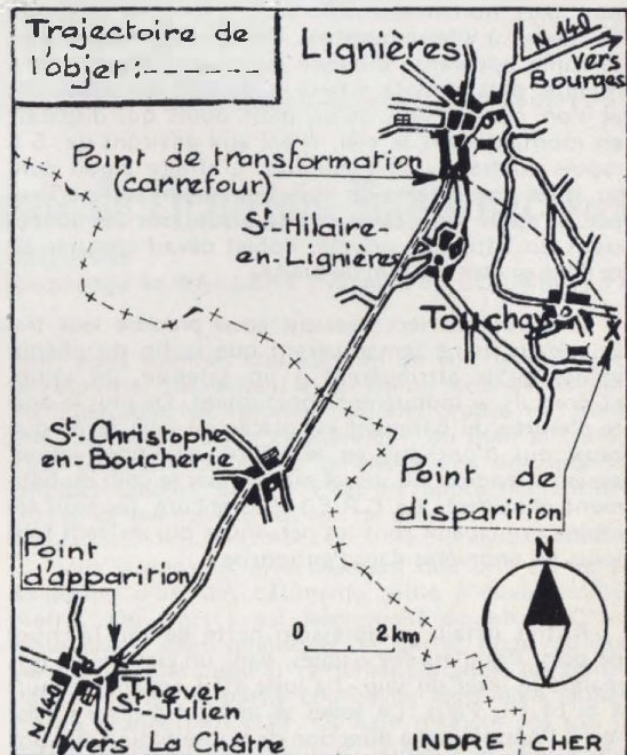 Trajectoire de
l'objet :
Lignières
N 140
vers
Bourges
Point de transformation
(carrefour)
St-Hilaire-
en-Lignières
Touchay
St-Christophe
en-Boucherie
Point de
disparition
Point
d'apparition
N
0 2 km
Thevet
St-Julien
N 140
vers La Châtre
INDRE CHER